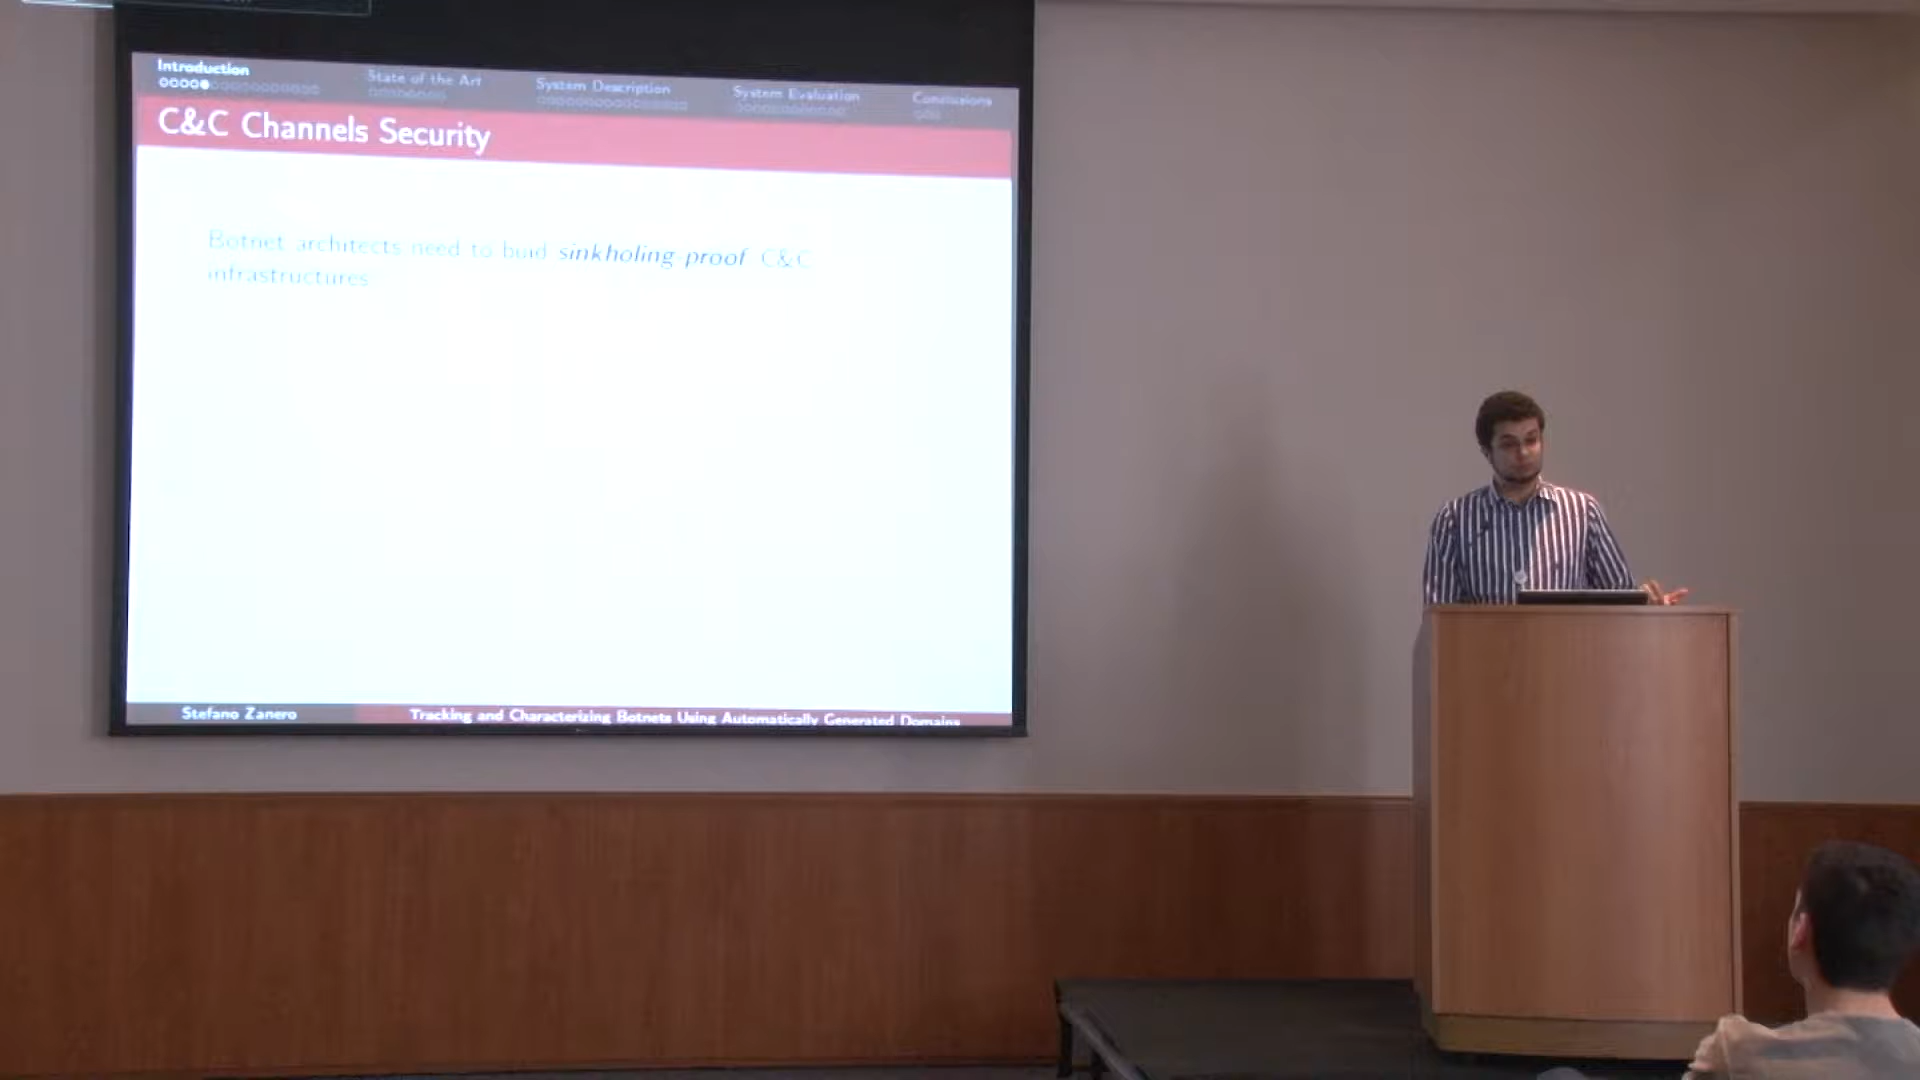 Introduction
State of the Art
System Description
System Evaluation
Conclusions
C&C Channels Security
Botnet architects need to build sinkholing-proof C&C
infrastructures
Stefano Zanero
Tracking and Characterizing Botnets Using Automatically Generated Domains